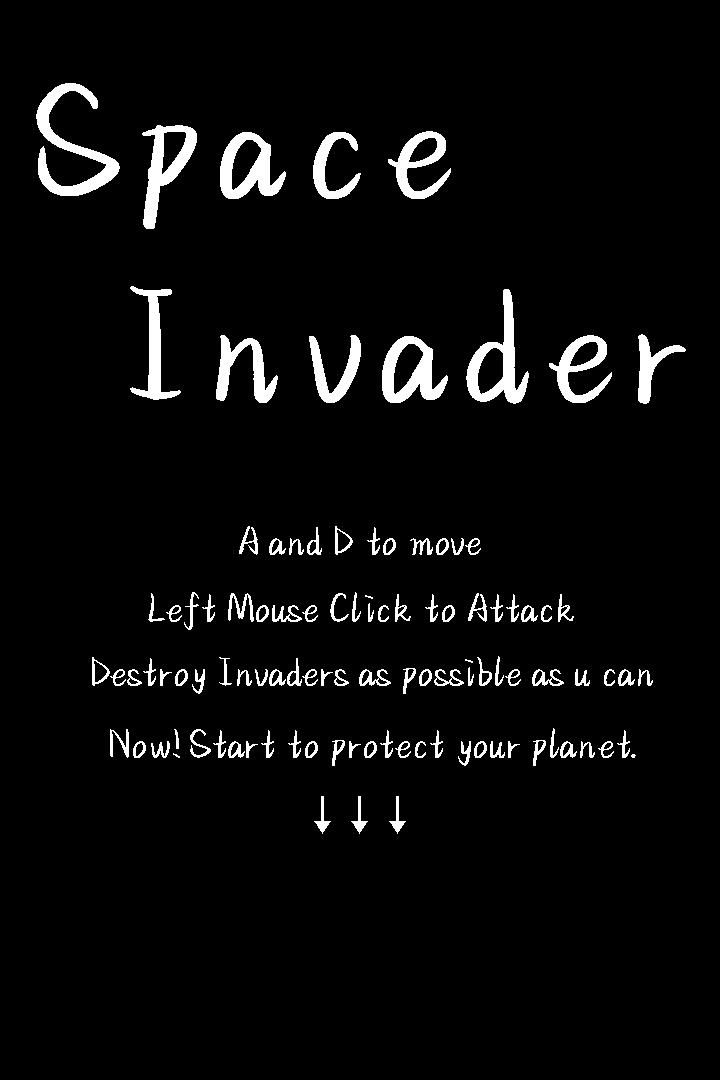 Space
Invader
A and D to move
Left Mouse Click to Attack
Destroy Invaders as possible as u can
Now! Start to protect your planet.
↓ ↓ ↓